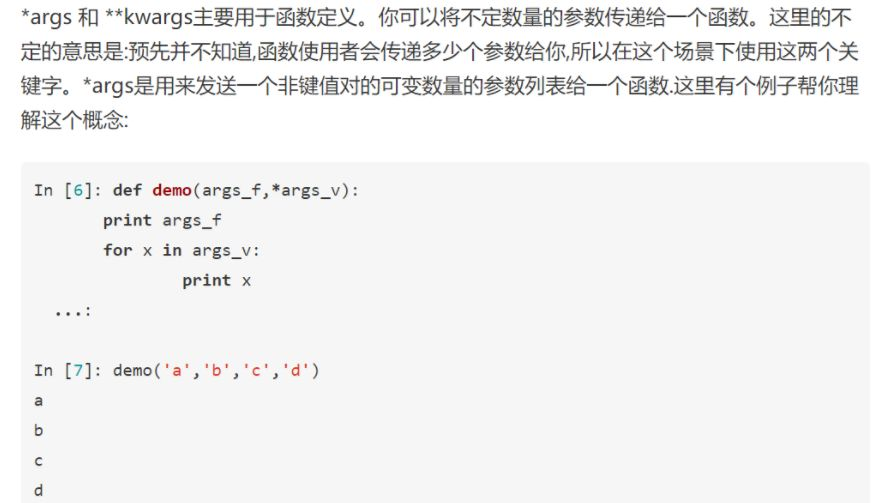 *args 和 **kwargs主要用于函数定义。你可以将不定数量的参数传递给一个函数。这里的不
定的意思是:预先并不知道,函数使用者会传递多少个参数给你,所以在这个场景下使用这两个关
键字。*args是用来发送一个非键值对的可变数量的参数列表给一个函数.这里有个例子帮你理
解这个概念:
In [6]: def demo(args_f,*args_v):
print args_f
for x in args_v:
print x
...:
In [7]: demo('a','b','c','d')
a
b
c
d